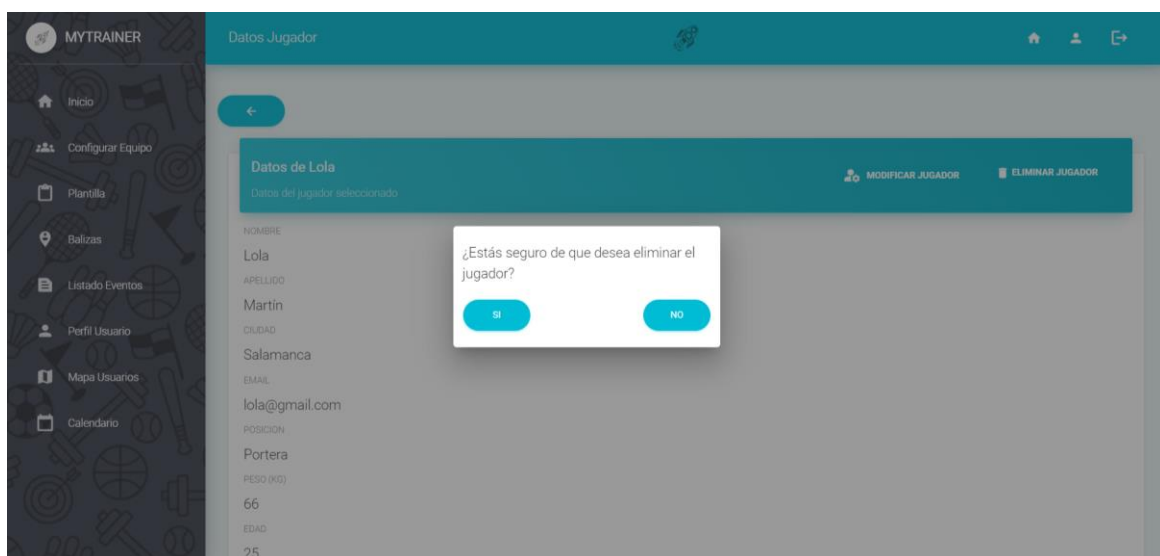 MYTRAINER
Inicio
Configurar Equipo
Plantilla
Balizas
Listado Eventos
Perfil Usuario
Mapa Usuarios
Calendario
Datos Jugador
Datos de Lola
Datos del jugador seleccionado
MODIFICAR JUGADOR
ELIMINAR JUGADOR
NOMBRE
Lola
APELLIDO
Martín
CIUDAD
Salamanca
EMAIL
lola@gmail.com
POSICION
Portera
PESO (KG)
66
EDAD
25
¿Estás seguro de que desea eliminar el
jugador?
SI
NO